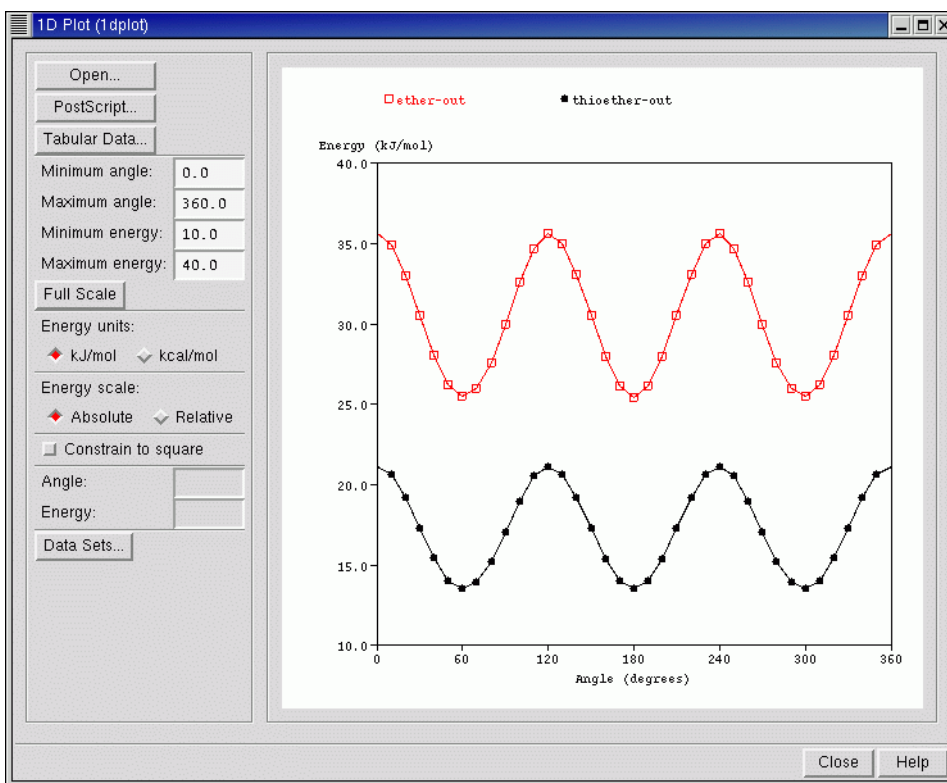 1D Plot (1dplot)
Open...
PostScript...
Tabular Data...
Minimum angle: 0.0
Maximum angle: 360.0
Minimum energy: 10.0
Maximum energy: 40.0
Full Scale
Energy units:
kJ/mol kcal/mol
Energy scale:
Absolute Relative
Constrain to square
Angle:
Energy:
Data Sets...
ether-out thioether-out
Energy (kJ/mol)
40.0
35.0
30.0
25.0
20.0
15.0
10.0
0 60 120 180 240 300 360
Angle (degrees)
Close Help